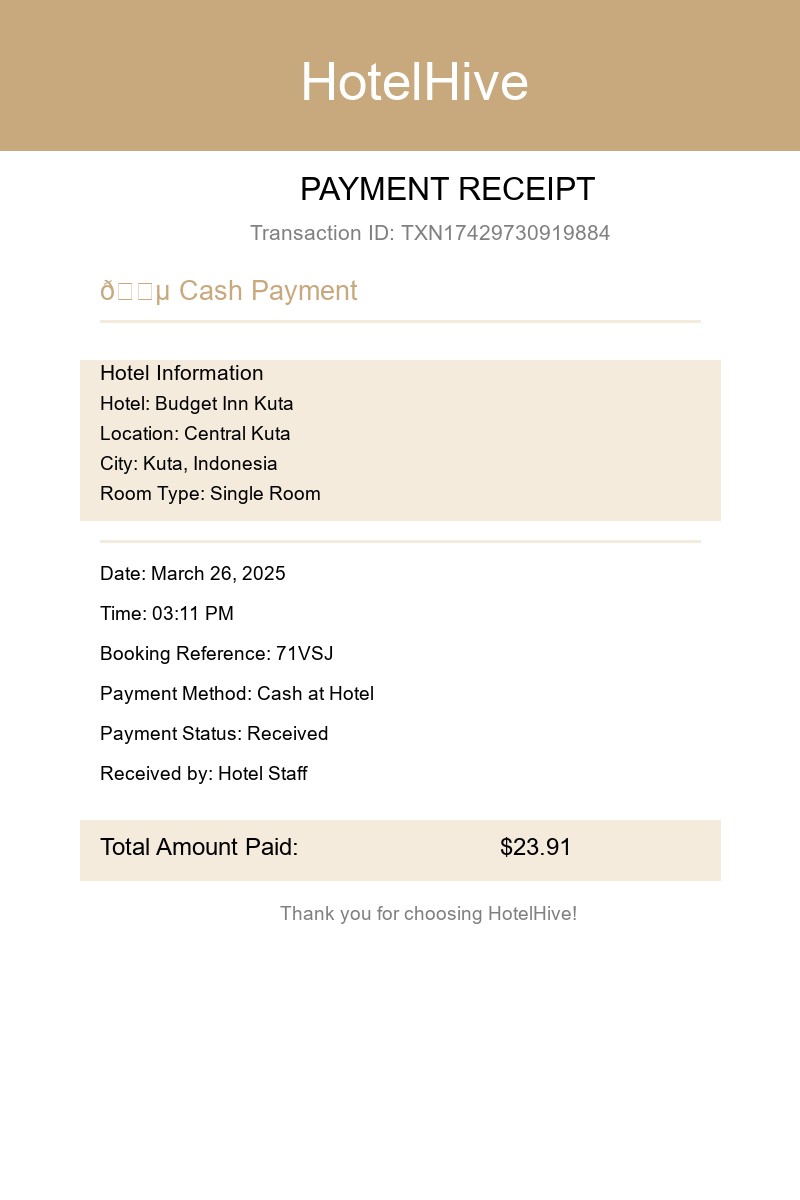 HotelHive
PAYMENT RECEIPT
Transaction ID: TXN17429730919884
ð□□µ Cash Payment
Hotel Information
Hotel: Budget Inn Kuta
Location: Central Kuta
City: Kuta, Indonesia
Room Type: Single Room
Date: March 26, 2025
Time: 03:11 PM
Booking Reference: 71VSJ
Payment Method: Cash at Hotel
Payment Status: Received
Received by: Hotel Staff
Total Amount Paid: $23.91
Thank you for choosing HotelHive!